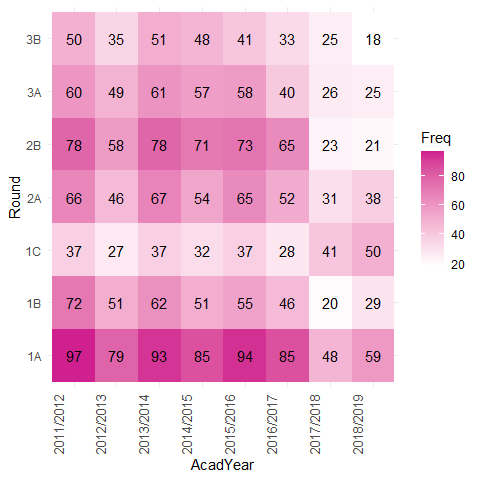 3B 50 35 51 48 41 33 25 18
3A 60 49 61 57 58 40 26 25
2B 78 58 78 71 73 65 23 21
2A 66 46 67 54 65 52 31 38
1C 37 27 37 32 37 28 41 50
1B 72 51 62 51 55 46 20 29
1A 97 79 93 85 94 85 48 59
Round
2011/2012
2012/2013
2013/2014
2014/2015
2015/2016
2016/2017
2017/2018
2018/2019
AcadYear
Freq
80
60
40
20